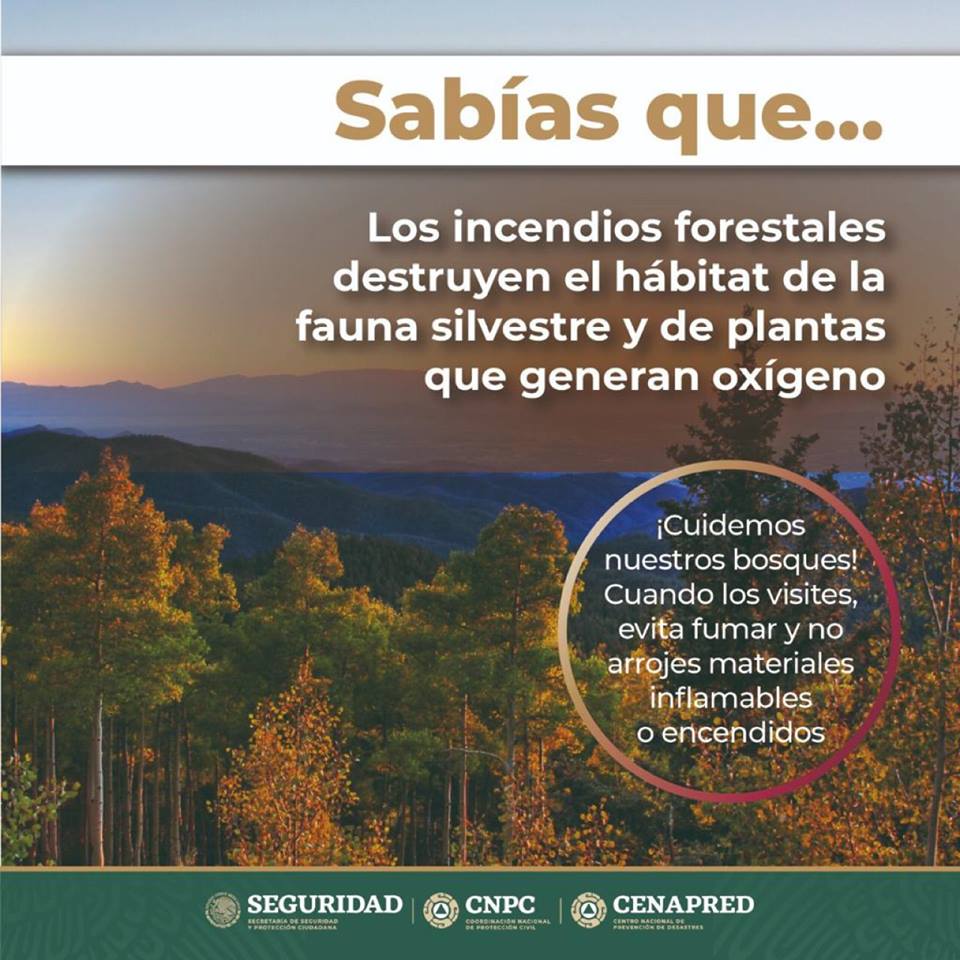 Sabías que...
Los incendios forestales
destruyen el hábitat de la
fauna silvestre y de plantas
que generan oxígeno
¡Cuidemos
nuestros bosques!
Cuando los visites,
evita fumar y no
arrojes materiales
inflamables
o encendidos
SEGURIDAD
SECRETARÍA DE SEGURIDAD
Y PROTECCIÓN CIUDADANA
CNPC
COORDINACIÓN NACIONAL
DE PROTECCIÓN CIVIL
CENAPRED
CENTRO NACIONAL DE
PREVENCIÓN DE DESASTRES